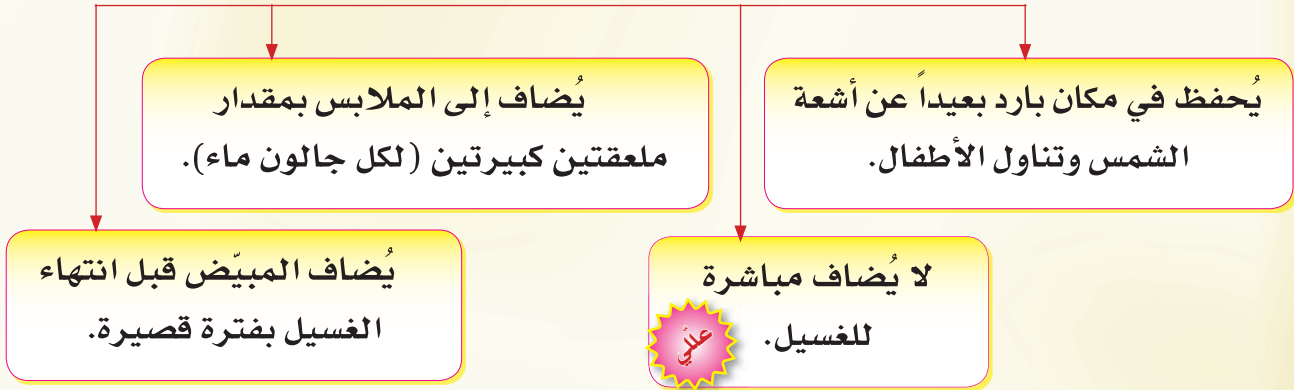 يُحفظ في مكان بارد بعيداً عن أشعة
الشمس وتناول الأطفال.
لا يُضاف مباشرة
للغسيل.
عللي
يُضاف إلى الملابس بمقدار
ملعقتين كبيرتين (لكل جالون ماء).
يُضاف المبيّض قبل انتهاء
الغسيل بفترة قصيرة.